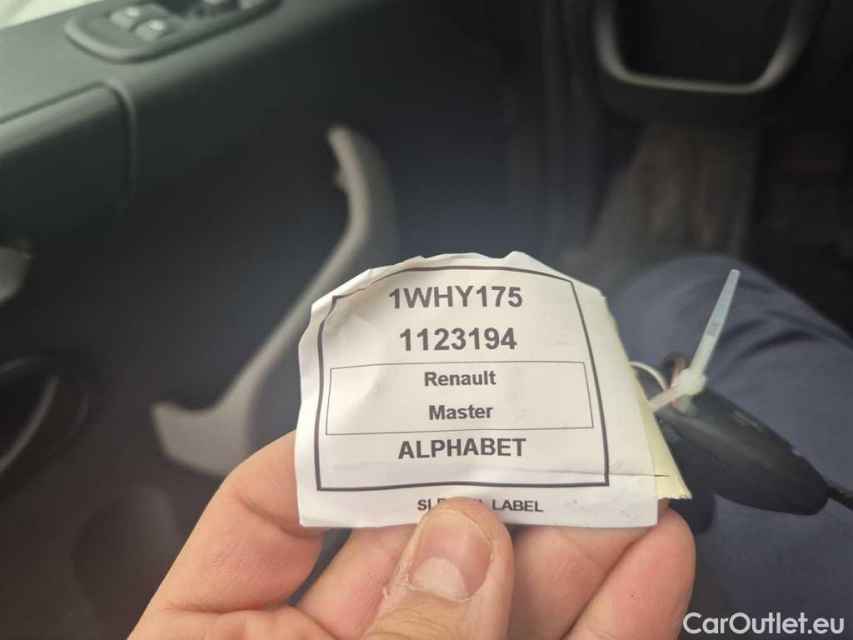 1WHY175
1123194
Renault
Master
ALPHABET
LABEL
CarOutlet.eu